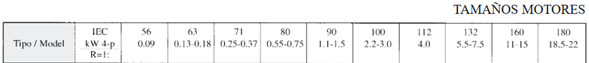 TAMAÑOS MOTORES
Tipo / Model IEC 56 63 71 80 90 100 112 132 160 180
kW 4-p 0.09 0.13-0.18 0.25-0.37 0.55-0.75 1.1-1.5 2.2-3.0 4.0 5.5-7.5 11-15 18.5-22
R=1: